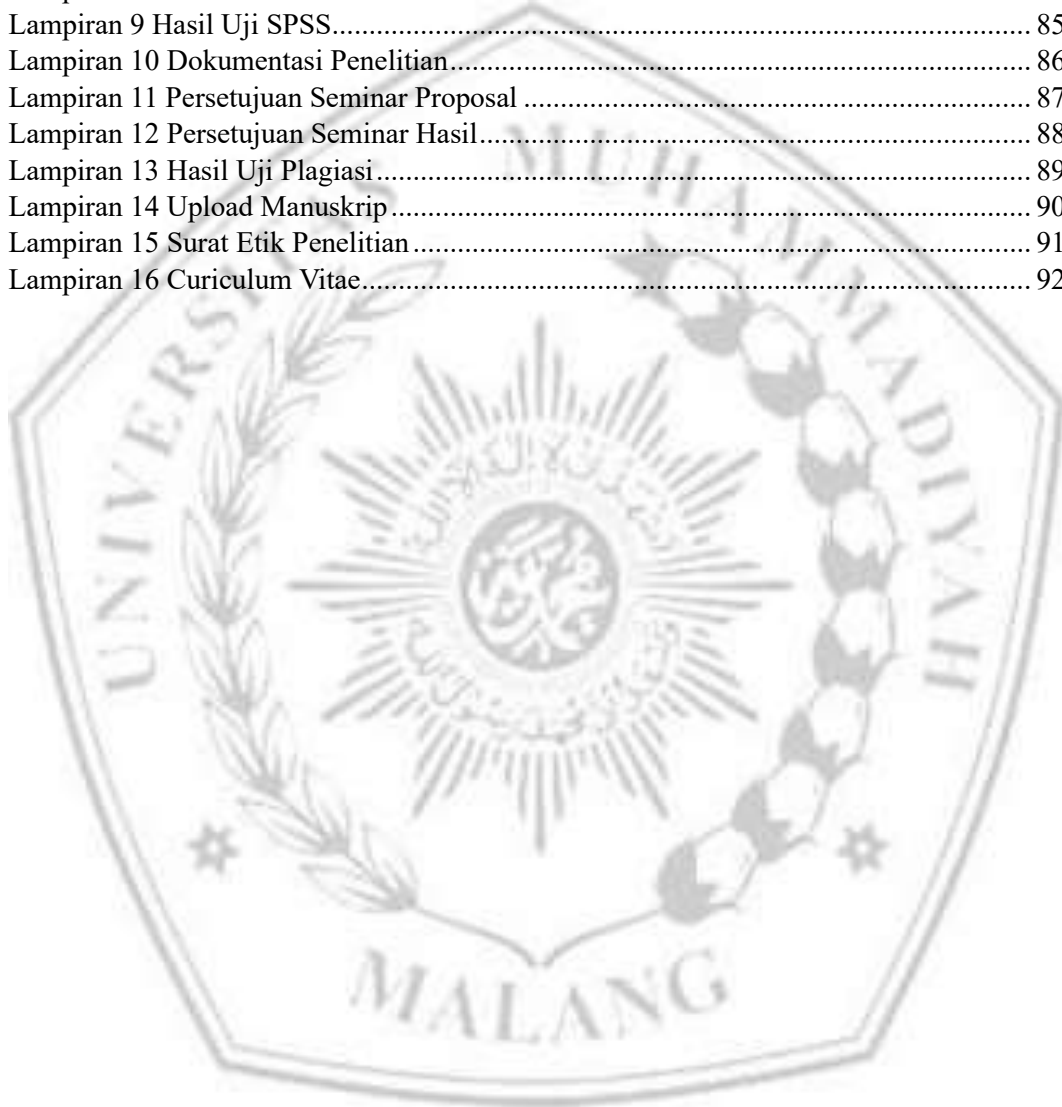 Lampiran 9 Hasil Uji SPSS.......................................................................................................... 85
Lampiran 10 Dokumentasi Penelitian......................................................................................... 86
Lampiran 11 Persetujuan Seminar Proposal .............................................................................. 87
Lampiran 12 Persetujuan Seminar Hasil..................................................................................... 88
Lampiran 13 Hasil Uji Plagiasi.................................................................................................... 89
Lampiran 14 Upload Manuskrip.................................................................................................. 90
Lampiran 15 Surat Etik Penelitian .............................................................................................. 91
Lampiran 16 Curiculum Vitae...................................................................................................... 92
UNIVERSITAS MUHAMMADIYAH
MALANG